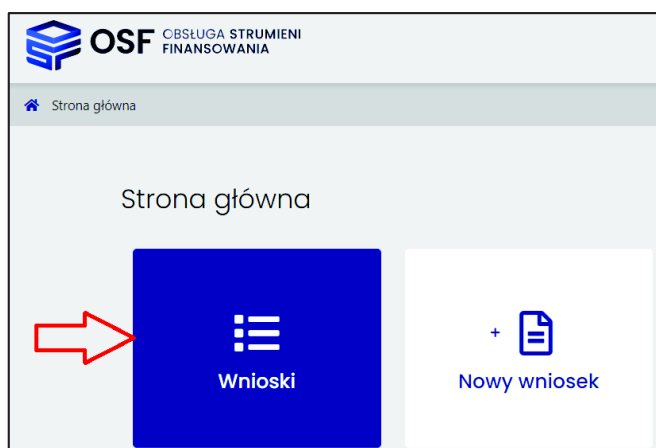 OSF OBSŁUGA STRUMIENI
FINANSOWANIA
Strona główna
Strona główna
Wnioski
+ Nowy wniosek